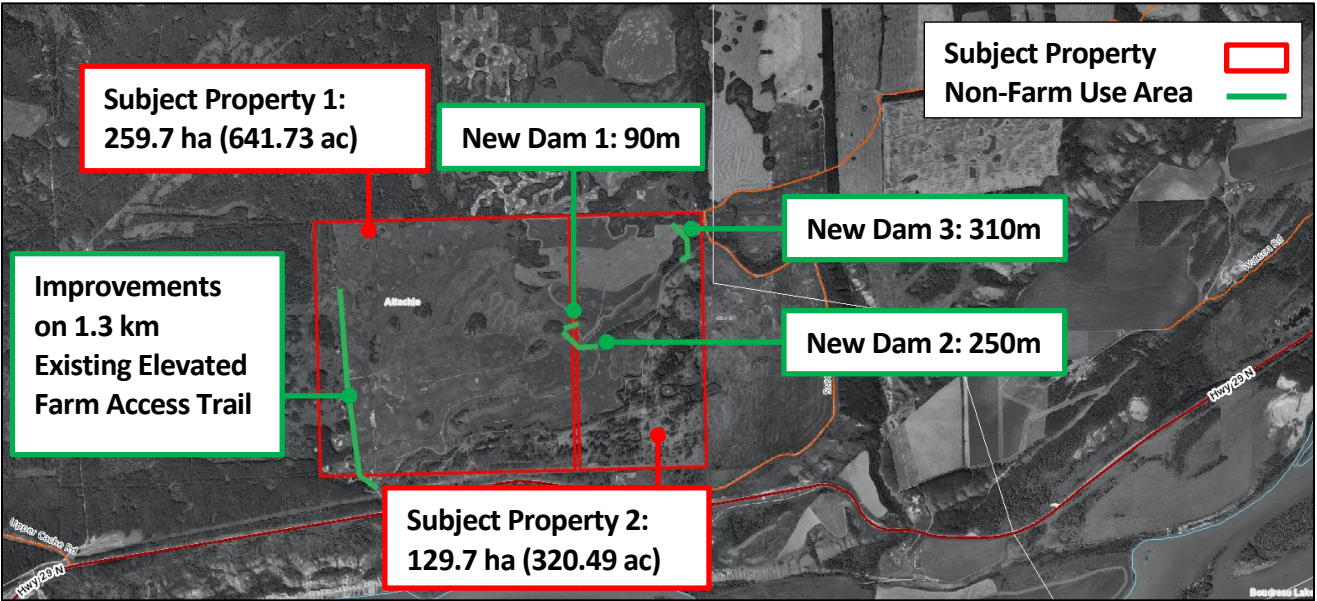 Subject Property
Non-Farm Use Area
Subject Property 1:
259.7 ha (641.73 ac)
New Dam 1: 90m
New Dam 3: 310m
Improvements
on 1.3 km
Existing Elevated
Farm Access Trail
Attachie
New Dam 2: 250m
Subject Property 2:
129.7 ha (320.49 ac)
Watson Rd
Hwy 29 N
Upper Cache Rd
Hwy 29 N
Boudreau Lake